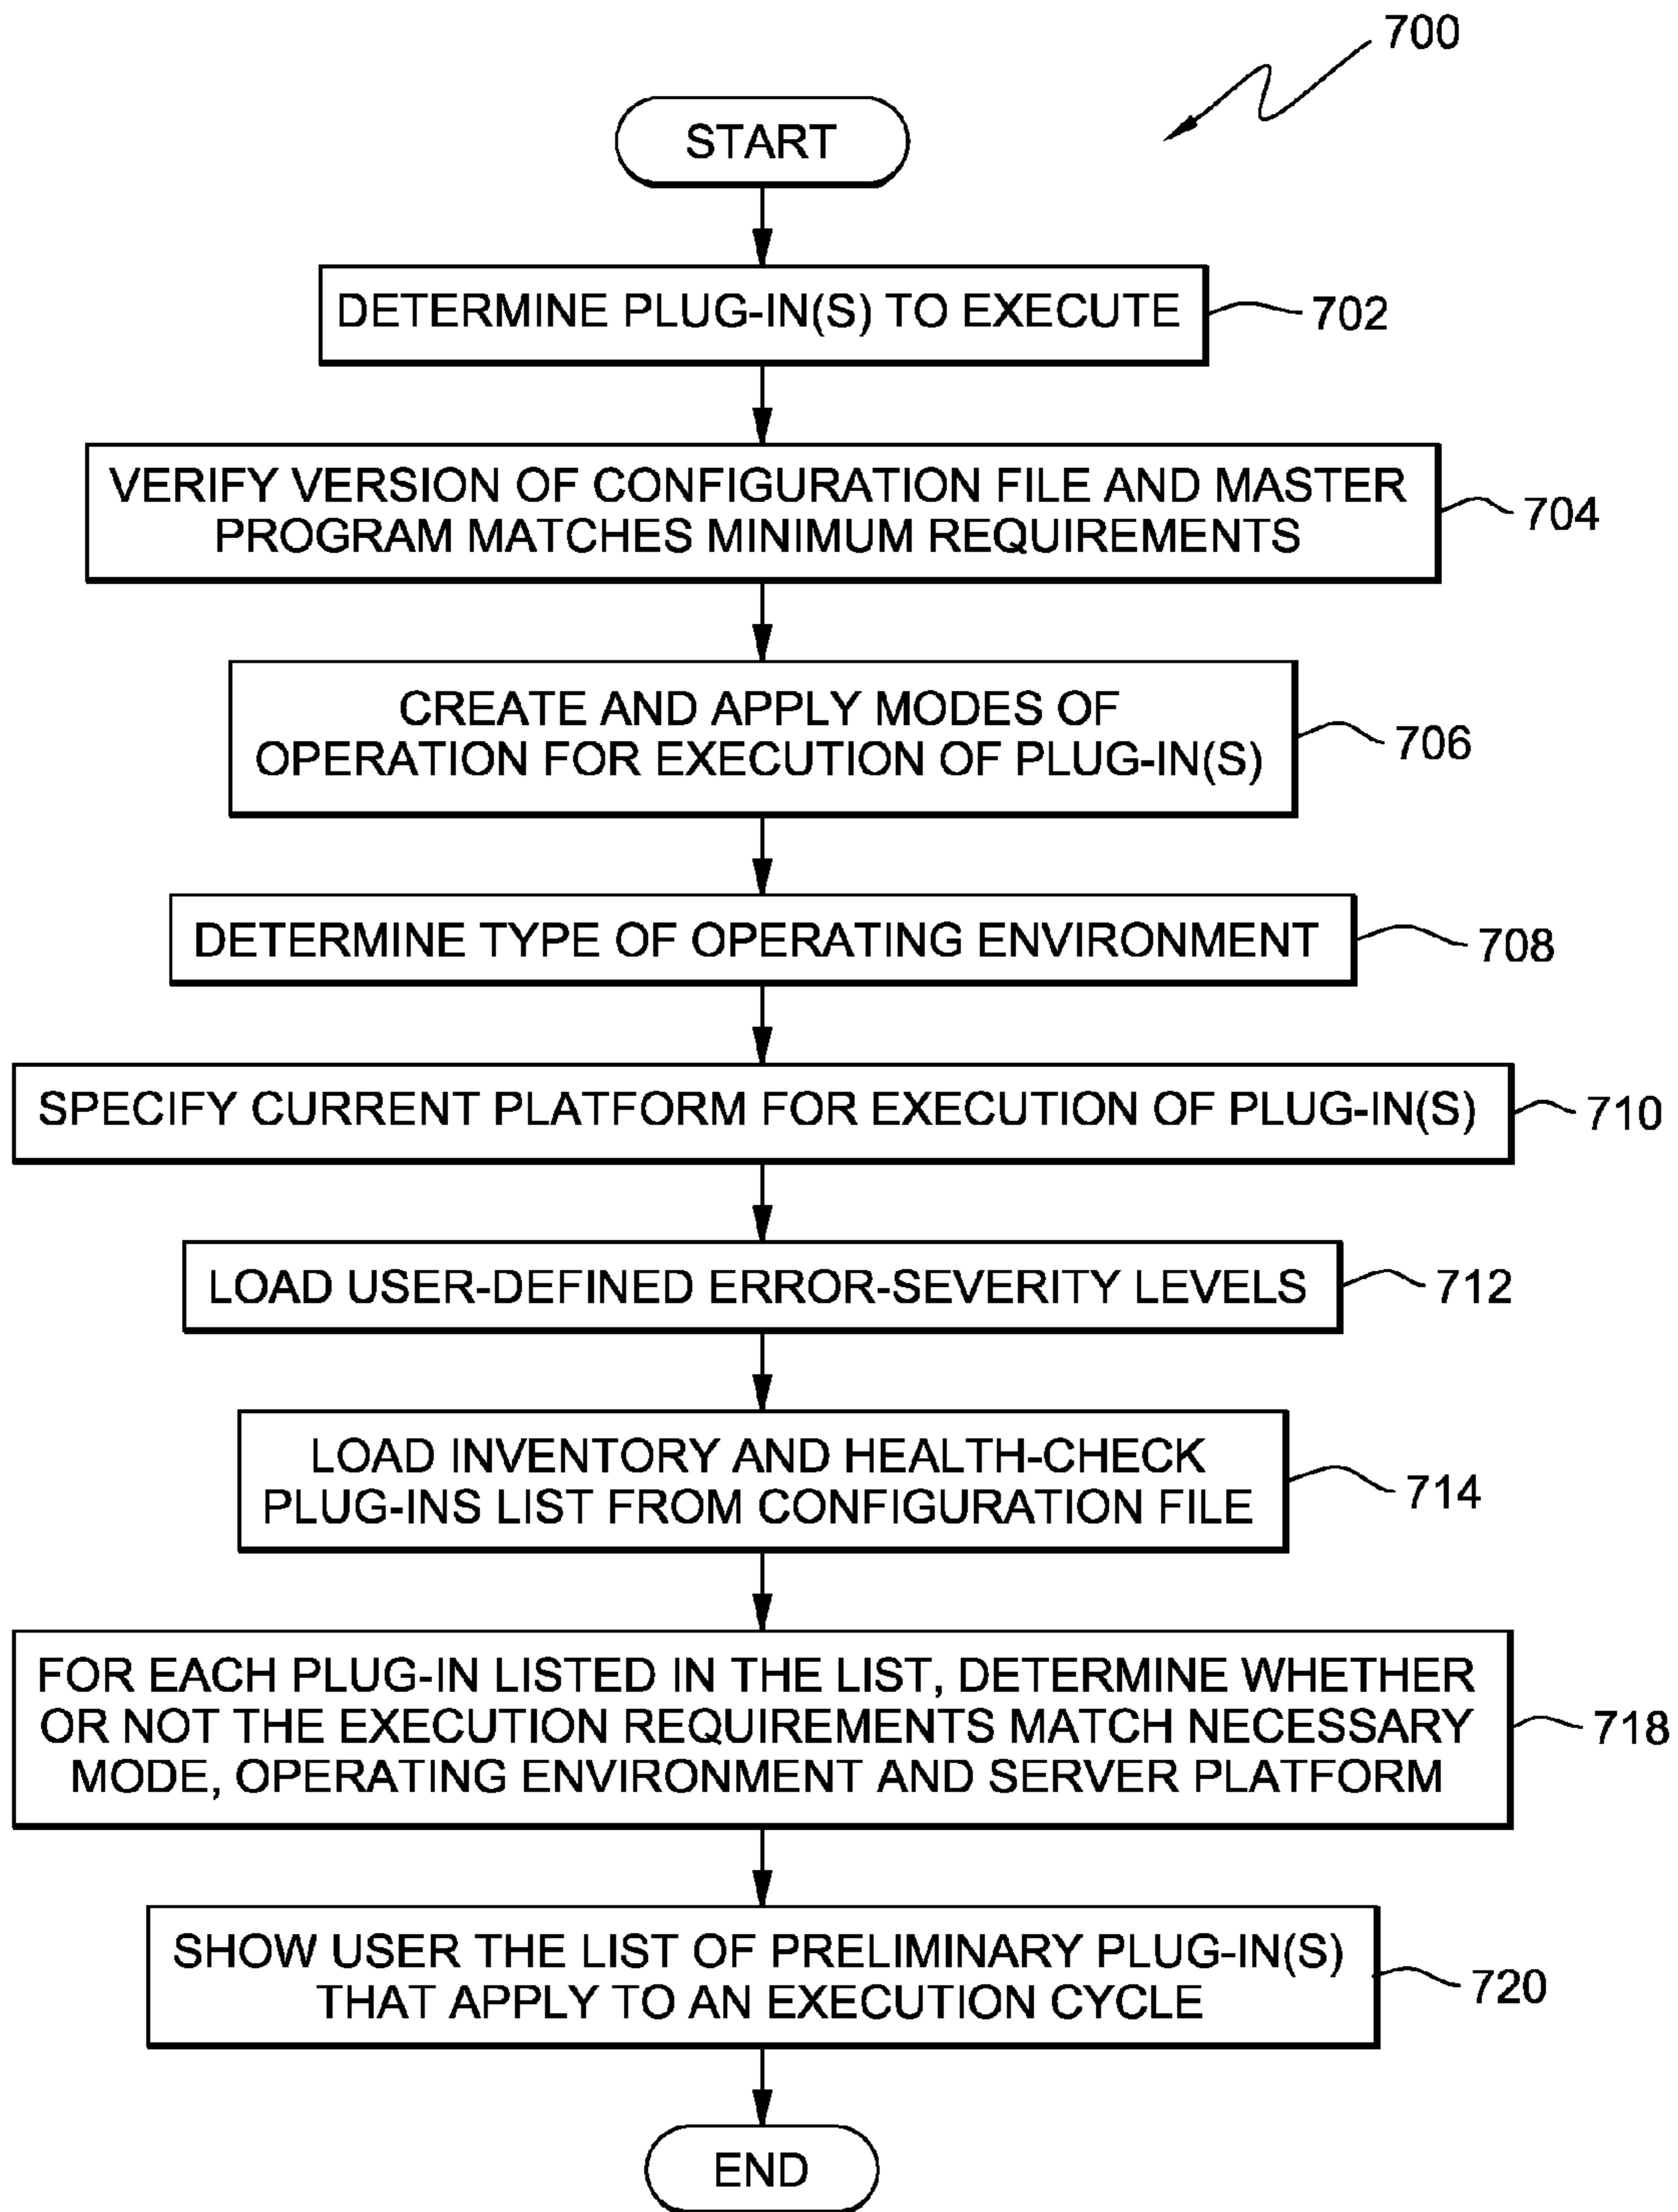 700
START
DETERMINE PLUG-IN(S) TO EXECUTE
702
VERIFY VERSION OF CONFIGURATION FILE AND MASTER
PROGRAM MATCHES MINIMUM REQUIREMENTS
704
CREATE AND APPLY MODES OF
OPERATION FOR EXECUTION OF PLUG-IN(S)
706
DETERMINE TYPE OF OPERATING ENVIRONMENT
708
SPECIFY CURRENT PLATFORM FOR EXECUTION OF PLUG-IN(S)
710
LOAD USER-DEFINED ERROR-SEVERITY LEVELS
712
LOAD INVENTORY AND HEALTH-CHECK
PLUG-INS LIST FROM CONFIGURATION FILE
714
FOR EACH PLUG-IN LISTED IN THE LIST, DETERMINE WHETHER
OR NOT THE EXECUTION REQUIREMENTS MATCH NECESSARY
MODE, OPERATING ENVIRONMENT AND SERVER PLATFORM
718
SHOW USER THE LIST OF PRELIMINARY PLUG-IN(S)
THAT APPLY TO AN EXECUTION CYCLE
720
END